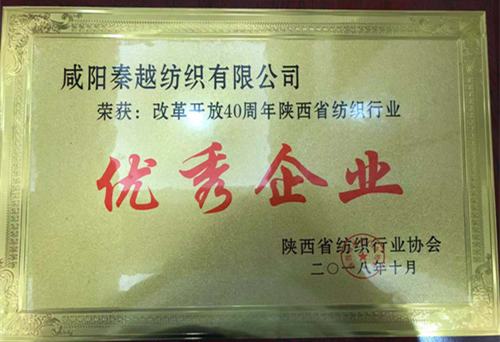 咸阳秦越纺织有限公司
荣获：改革开放40周年陕西省纺织行业
优秀企业
陕西省纺织行业协会
二〇一八年十月